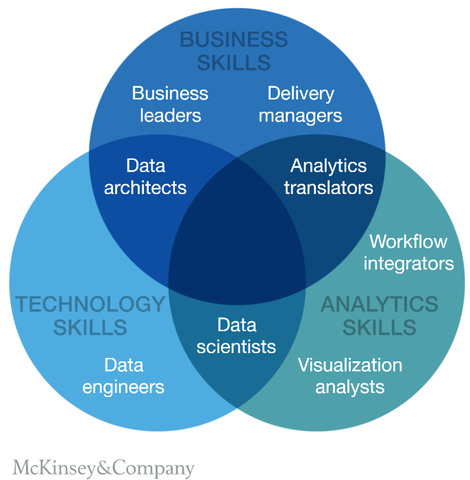 BUSINESS
SKILLS
Business
leaders
Delivery
managers
Data
architects
Analytics
translators
Workflow
integrators
TECHNOLOGY
SKILLS
ANALYTICS
SKILLS
Data
scientists
Data
engineers
Visualization
analysts
McKinsey&Company